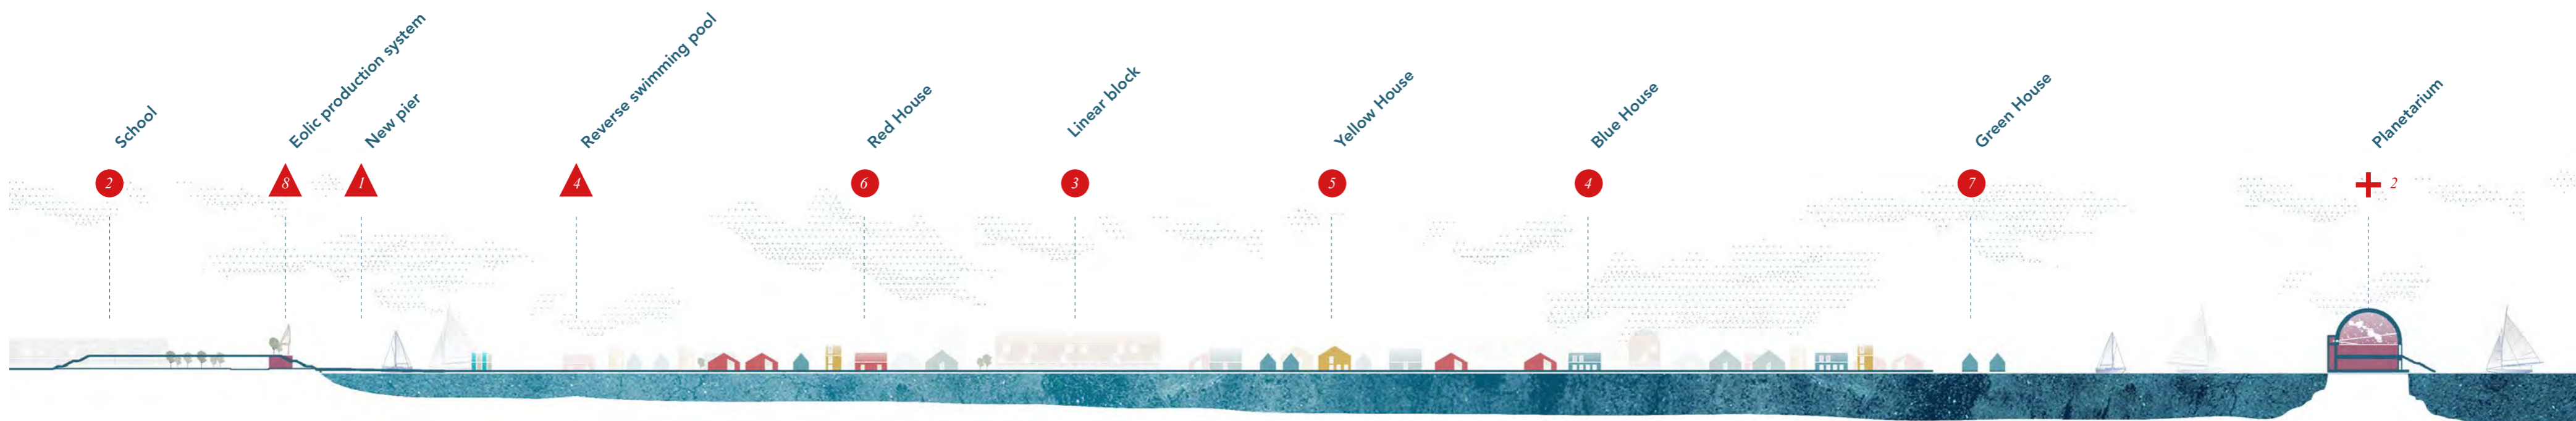 School
2
Eolic production system
8
New pier
1
Reverse swimming pool
4
Red House
6
Linear block
3
Yellow House
5
Blue House
4
Green House
7
Planetarium
2